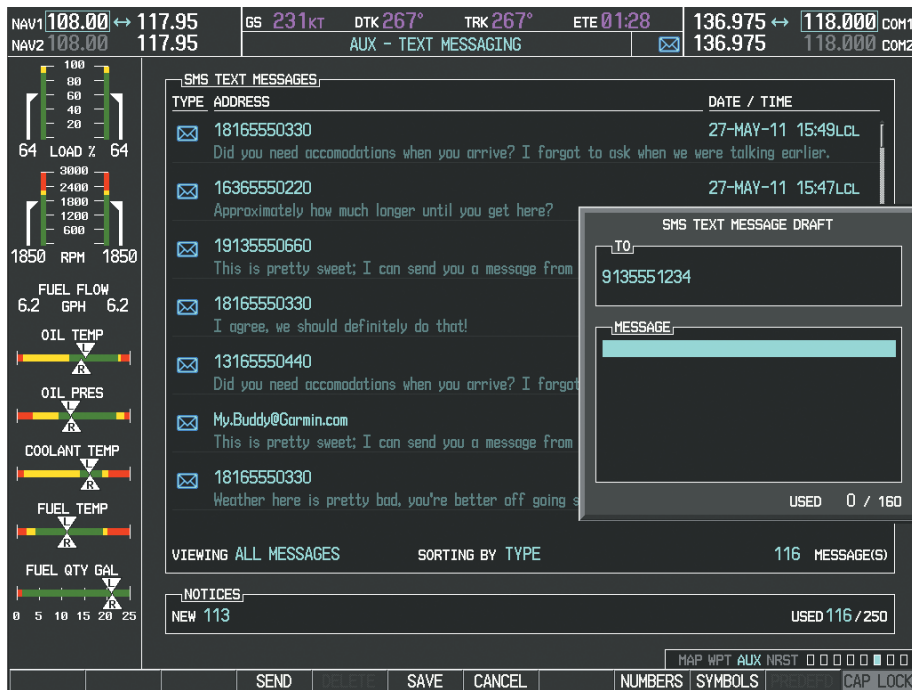 NAV1 108.00 ↔ 117.95 GS 231KT DTK 267° TRK 267° ETE 01:28 136.975 ↔ 118.000 COM1
NAV2 108.00 117.95 AUX - TEXT MESSAGING 136.975 118.000 COM2
100
80
60
40
20
64 LOAD % 64
3000
2400
1800
1200
600
1850 RPM 1850
FUEL FLOW
6.2 GPH 6.2
OIL TEMP
L
R
OIL PRES
L
R
COOLANT TEMP
L
R
FUEL TEMP
L
R
FUEL QTY GAL
L
R
0 5 10 15 20 25
SMS TEXT MESSAGES
TYPE ADDRESS DATE / TIME
18165550330 27-MAY-11 15:49LCL
Did you need accomodations when you arrive? I forgot to ask when we were talking earlier.
16365550220 27-MAY-11 15:47LCL
Approximately how much longer until you get here?
19135550660
This is pretty sweet; I can send you a message from
18165550330
I agree, we should definitely do that!
13165550440
Did you need accomodations when you arrive? I forgot
My.Buddy@Garmin.com
This is pretty sweet; I can send you a message from
18165550330
Weather here is pretty bad, you're better off going s
VIEWING ALL MESSAGES SORTING BY TYPE 116 MESSAGE(S)
SMS TEXT MESSAGE DRAFT
TO
9135551234
MESSAGE
USED 0 / 160
NOTICES
NEW 113 USED 116/250
MAP WPT AUX NRST
SEND DELETE SAVE CANCEL NUMBERS SYMBOLS PREDEFD CAP LOCK